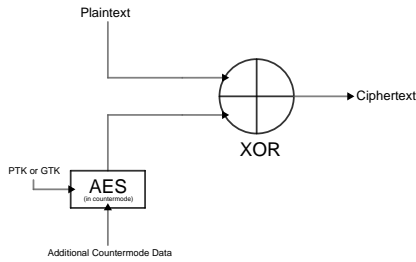 Plaintext
Ciphertext
XOR
PTK or GTK
AES
(in countermode)
Additional Countermode Data